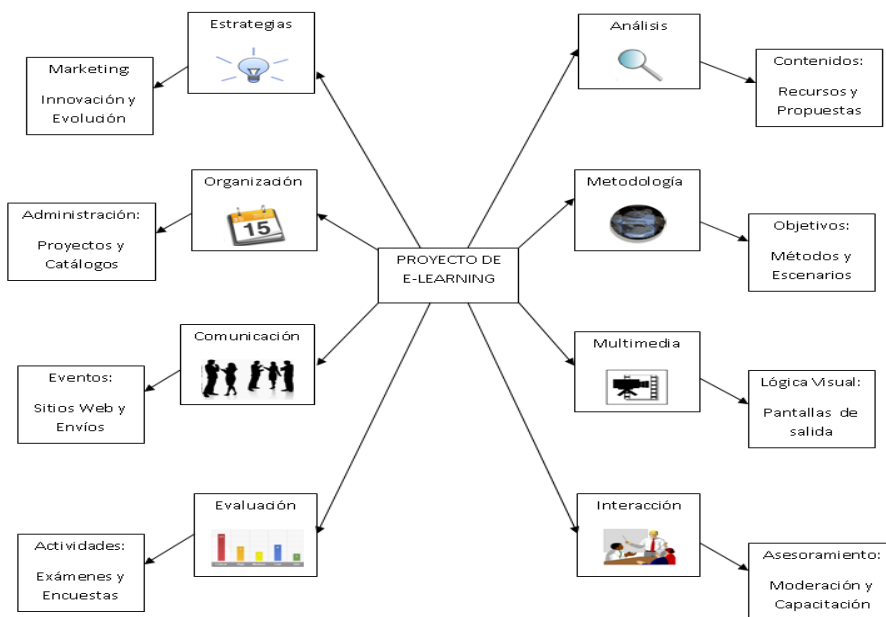 Estrategias
Marketing:
Innovación y
Evolución
Análisis
Contenidos:
Recursos y
Propuestas
Organización
15
Administración:
Proyectos y
Catálogos
Metodología
Objetivos:
Métodos y
Escenarios
PROYECTO DE
E-LEARNING
Comunicación
Eventos:
Sitios Web y
Envíos
Multimedia
Lógica Visual:
Pantallas de
salida
Evaluación
Actividades:
Exámenes y
Encuestas
Interacción
Asesoramiento:
Moderación y
Capacitación